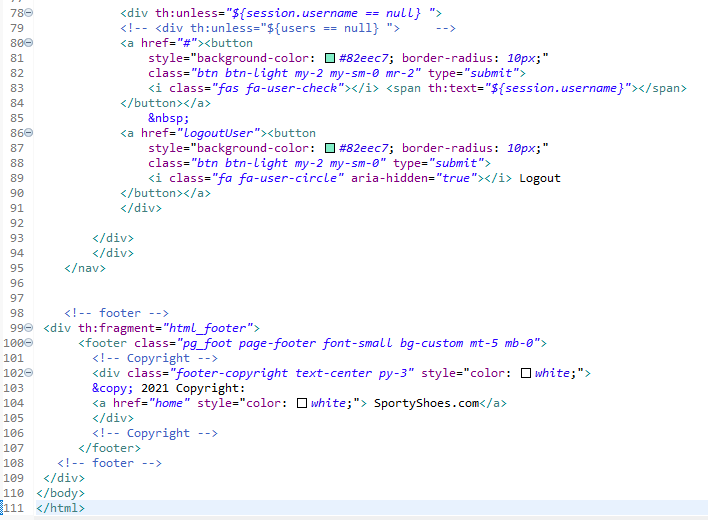 78 <div th:unless="${session.username == null} ">
79 <!-- <div th:unless="${users == null} ">     -->
80 <a href="#"><button
81 style="background-color: #82eec7; border-radius: 10px;"
82 class="btn btn-light my-2 my-sm-0 mr-2" type="submit">
83 <i class="fas fa-user-check"></i> <span th:text="${session.username}"></span>
84 </button></a>
85 &nbsp;
86 <a href="logoutUser"><button
87 style="background-color: #82eec7; border-radius: 10px;"
88 class="btn btn-light my-2 my-sm-0" type="submit">
89 <i class="fa fa-user-circle" aria-hidden="true"></i> Logout
90 </button></a>
91 </div>
92
93 </div>
94 </div>
95 </nav>
96
97
98 <!-- footer -->
99 <div th:fragment="html_footer">
100 <footer class="pg_foot page-footer font-small bg-custom mt-5 mb-0">
101 <!-- Copyright -->
102 <div class="footer-copyright text-center py-3" style="color: white;">
103 &copy; 2021 Copyright:
104 <a href="home" style="color: white;"> SportyShoes.com</a>
105 </div>
106 <!-- Copyright -->
107 </footer>
108 <!-- footer -->
109 </div>
110 </body>
111 </html>